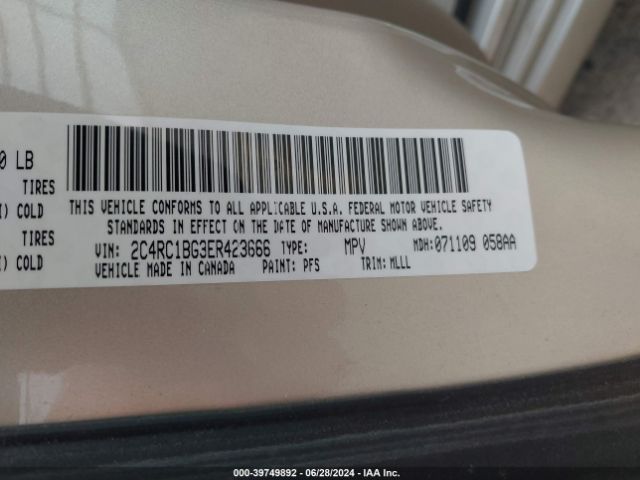 0 LB
TIRES
) COLD
TIRES
) COLD
THIS VEHICLE CONFORMS TO ALL APPLICABLE U.S.A. FEDERAL MOTOR VEHICLE SAFETY
STANDARDS IN EFFECT ON THE DATE OF MANUFACTURE SHOWN ABOVE.
VIN: 2C4RC1BG3ER423666 TYPE: MPV MDH: 071109 058AA
VEHICLE MADE IN CANADA PAINT: PFS TRIM: MLLL
000-39749892 - 06/28/2024 - IAA Inc.